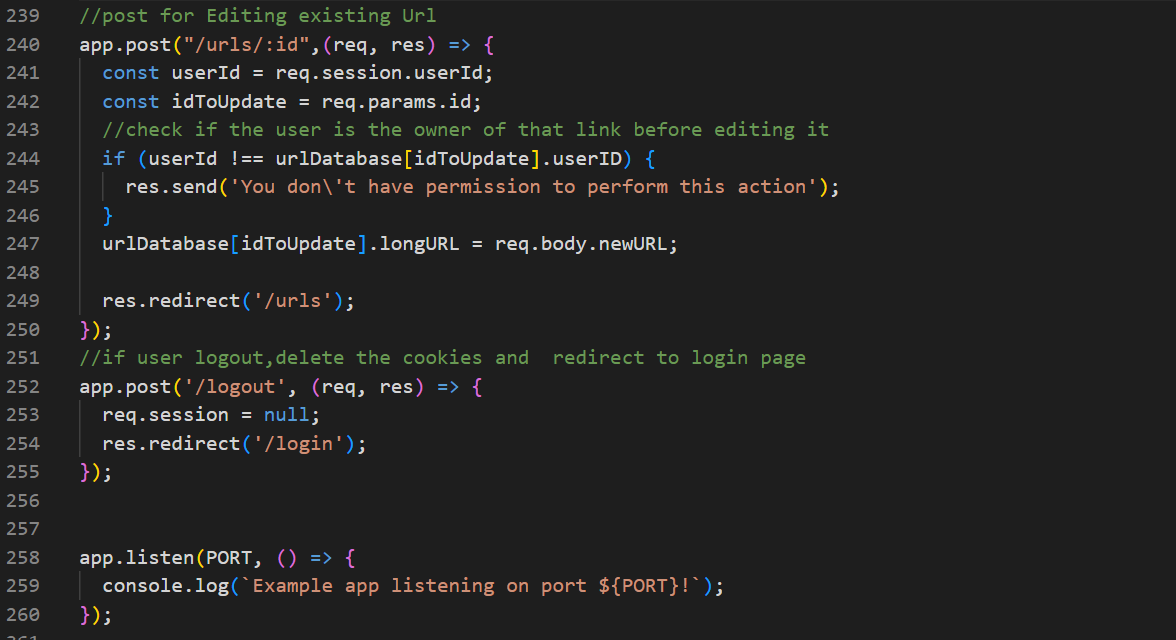 239 //post for Editing existing Url
240 app.post("/urls/:id",(req, res) => {
241   const userId = req.session.userId;
242   const idToUpdate = req.params.id;
243   //check if the user is the owner of that link before editing it
244   if (userId !== urlDatabase[idToUpdate].userID) {
245     res.send('You don\'t have permission to perform this action');
246   }
247   urlDatabase[idToUpdate].longURL = req.body.newURL;
248
249   res.redirect('/urls');
250 });
251 //if user logout,delete the cookies and  redirect to login page
252 app.post('/logout', (req, res) => {
253   req.session = null;
254   res.redirect('/login');
255 });
256
257
258 app.listen(PORT, () => {
259   console.log(`Example app listening on port ${PORT}!`);
260 });